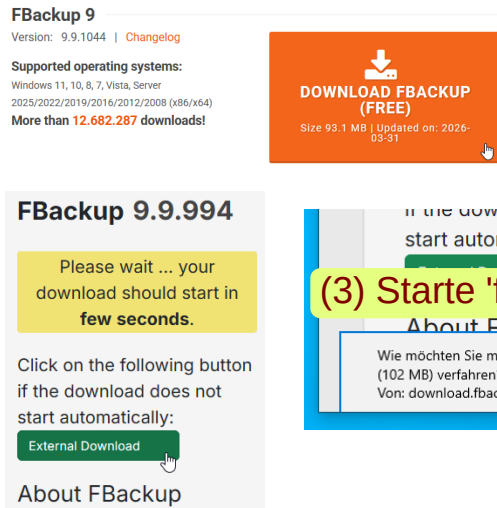 FBackup 9
Version: 9.9.1044 | Changelog
Supported operating systems:
Windows 11, 10, 8, 7, Vista, Server
2025/2022/2019/2016/2012/2008 (x86/x64)
More than 12.682.287 downloads!
DOWNLOAD FBACKUP
(FREE)
Size 93.1 MB | Updated on: 2026-
03-31
FBackup 9.9.994
Please wait ... your
download should start in
few seconds.
Click on the following button
if the download does not
start automatically:
External Download
About FBackup
if the dow
start auto
(3) Starte 'f
About F
Wie möchten Sie m
(102 MB) verfahren
Von: download.fbac